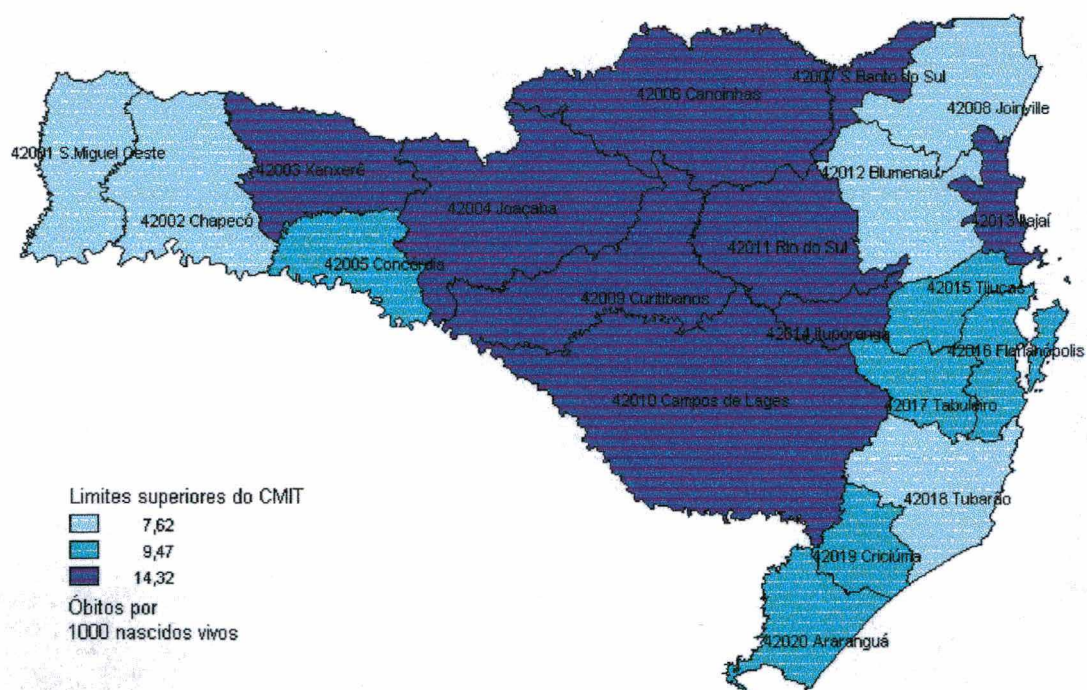 42007 S.Bento do Sul
42006 Canoinhas
42008 Joinville
42001 S.Miguel Oeste
42003 Xanxerê
42012 Blumenau
42002 Chapecó
42004 Joaçaba
42013 Itajaí
42005 Concórdia
42011 Rio do Sul
42015 Tijucas
42009 Curitibanos
42014 Ituporanga
42016 Florianópolis
42010 Campos de Lages
42017 Tabuleiro
42018 Tubarão
42019 Criciúma
42020 Araranguá
Limites superiores do CMIT
7,62
9,47
14,32
Óbitos por
1000 nascidos vivos